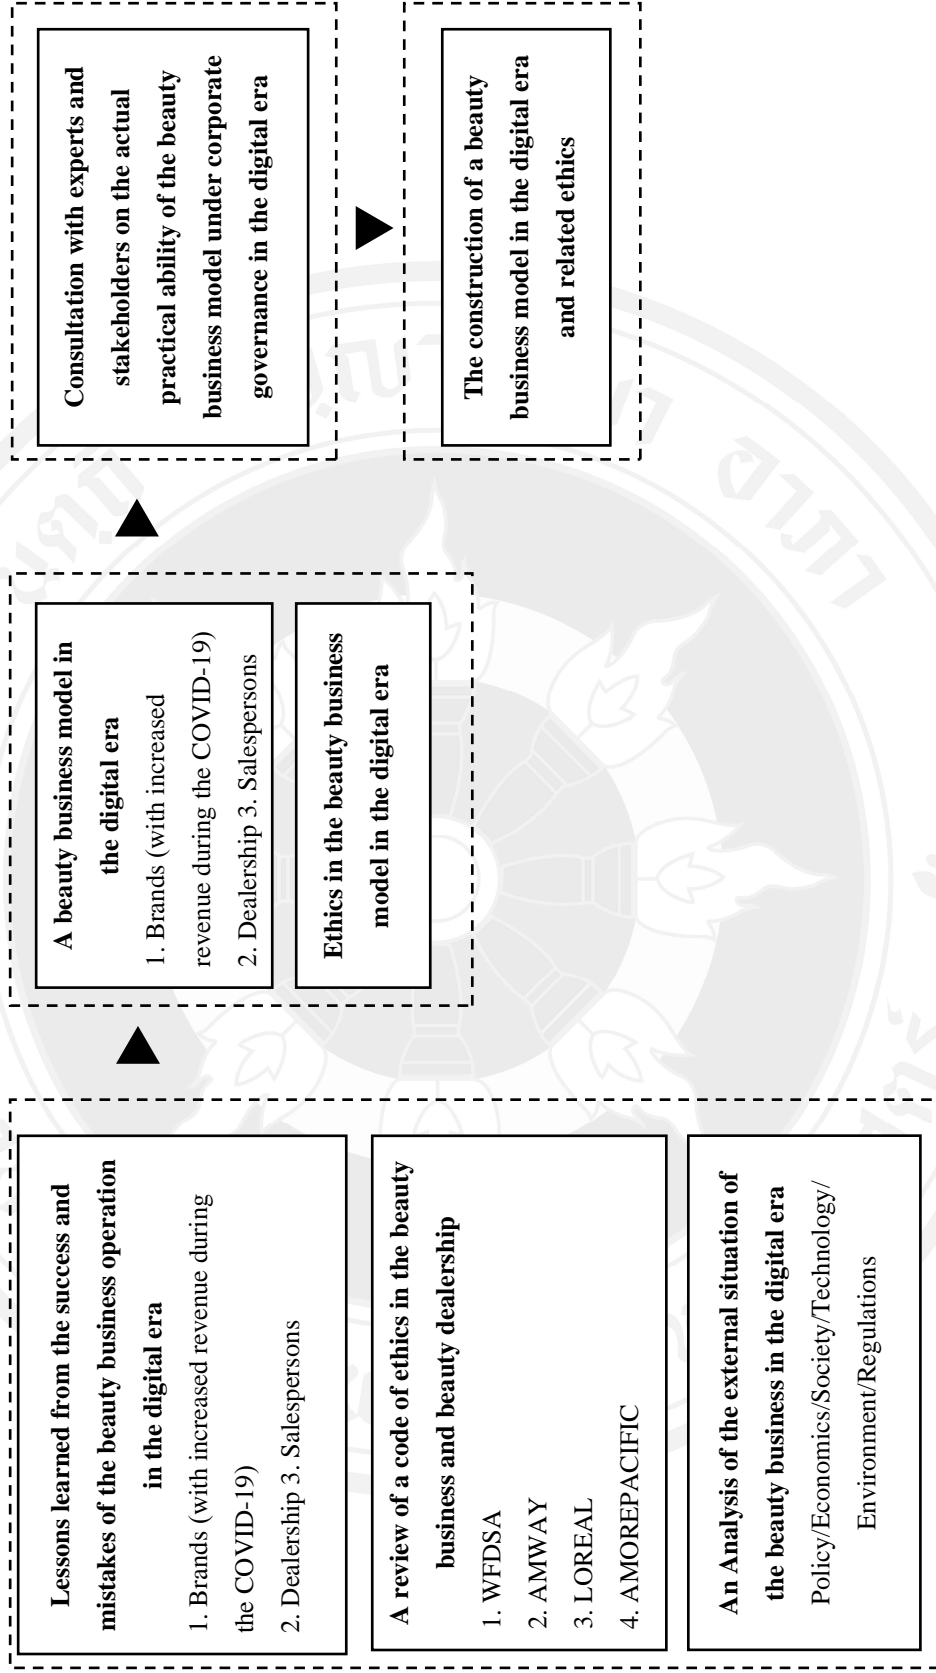 Lessons learned from the success and
mistakes of the beauty business operation
in the digital era
1. Brands (with increased revenue during
the COVID-19)
2. Dealership 3. Salespersons
A review of a code of ethics in the beauty
business and beauty dealership
1. WFDSA
2. AMWAY
3. LOREAL
4. AMOREPACIFIC
An Analysis of the external situation of
the beauty business in the digital era
Policy/Economics/Society/Technology/
Environment/Regulations
A beauty business model in
the digital era
1. Brands (with increased
revenue during the COVID-19)
2. Dealership 3. Salespersons
Ethics in the beauty business
model in the digital era
Consultation with experts and
stakeholders on the actual
practical ability of the beauty
business model under corporate
governance in the digital era
The construction of a beauty
business model in the digital era
and related ethics